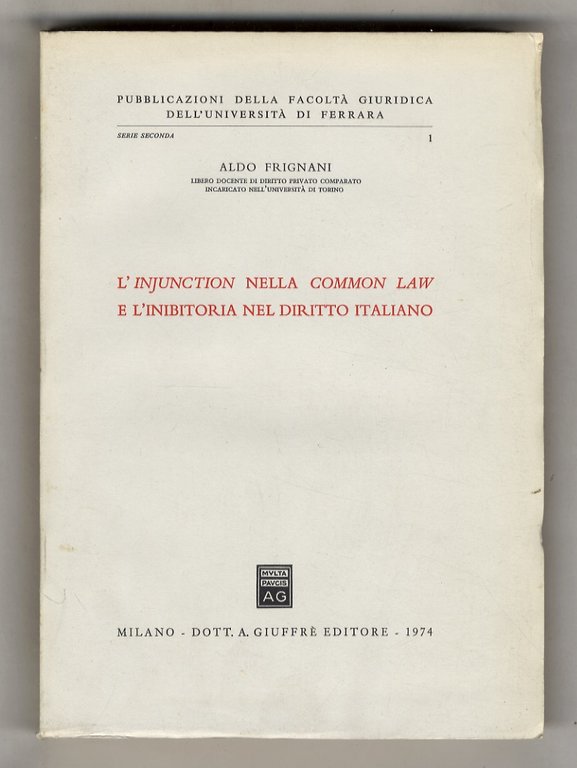 PUBBLICAZIONI DELLA FACOLTÀ GIURIDICA
DELL'UNIVERSITÀ DI FERRARA
SERIE SECONDA 1
ALDO FRIGNANI
LIBERO DOCENTE DI DIRITTO PRIVATO COMPARATO
INCARICATO NELL'UNIVERSITÀ DI TORINO
L'INJUNCTION NELLA COMMON LAW
E L'INIBITORIA NEL DIRITTO ITALIANO
MVLTA
PAVCIS
AG
MILANO - DOTT. A. GIUFFRÈ EDITORE - 1974